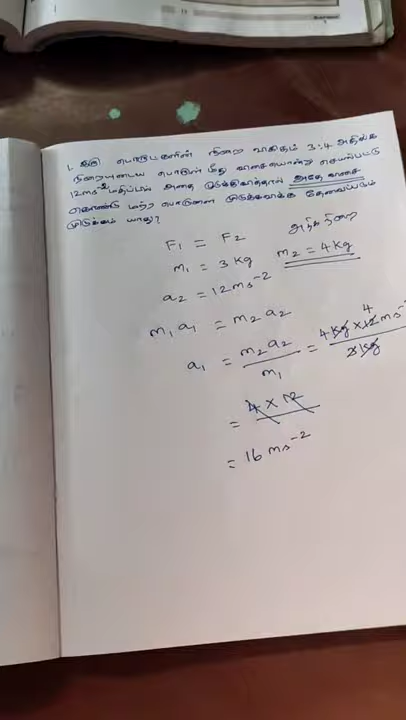 1. இரு பொருட்களின் நிறை விகிதம் 3:4 அதிக
நிறையுடைய பொருள் மீது விசையொன்று செயல்பட்டு
12ms⁻² மதிப்பில் அதை முடுக்குவித்தால் அதே விசை
கொண்டு மற்ற பொருளை முடுக்குவிக்க தேவைப்படும்
முடுக்கம் யாது?
F₁ = F₂ அதிக நிறை
m₁ = 3 kg m₂ = 4 kg
a₂ = 12 ms⁻²
m₁ a₁ = m₂ a₂
a₁ = m₂ a₂ / m₁ = 4 kg × 12 4 ms⁻ / 3 kg
= 4 × 12
= 16 ms⁻²